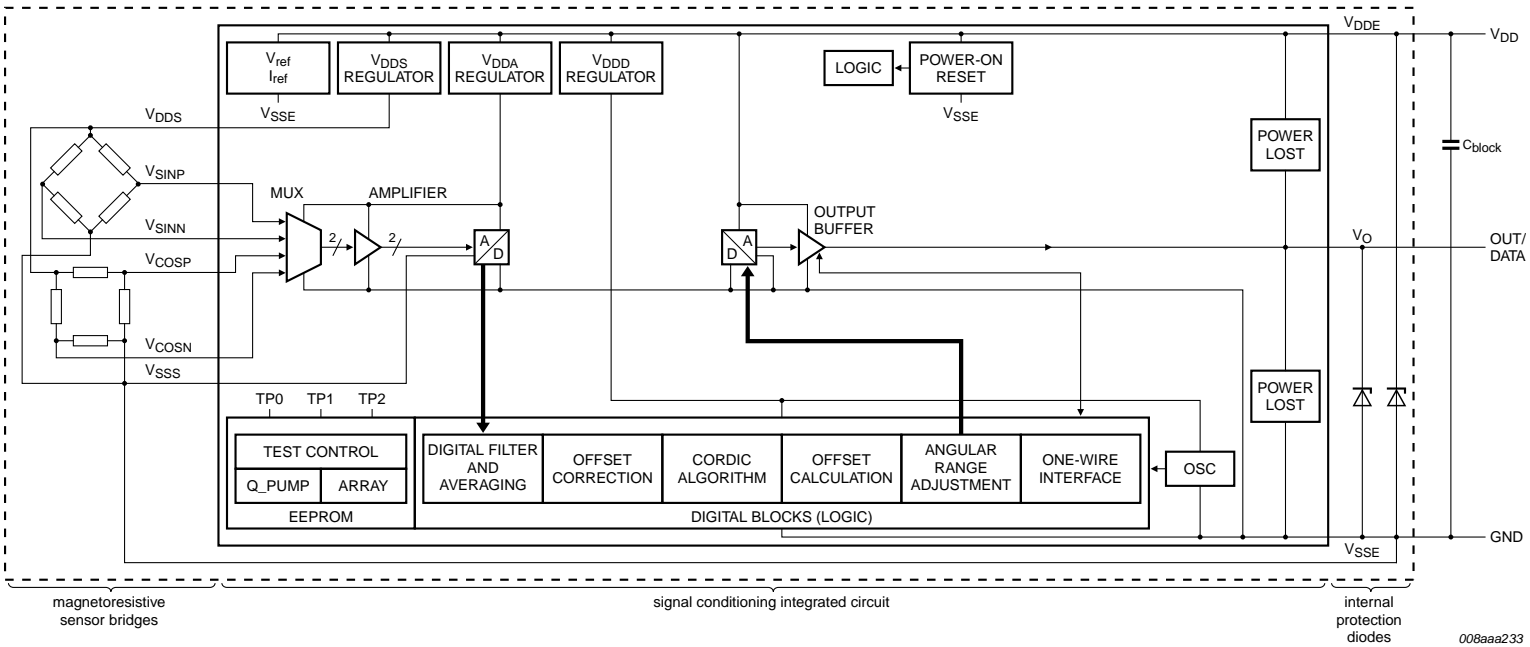 VDDE
VDD
Vref
Iref
VDDS
REGULATOR
VDDA
REGULATOR
VDDD
REGULATOR
LOGIC
POWER-ON
RESET
VSSE
VSSE
VDDS
POWER
LOST
Cblock
VSINP
MUX
AMPLIFIER
OUTPUT
BUFFER
VSINN
2
2
A
D
A
D
VO
OUT/
DATA
VCOSP
VCOSN
VSSS
POWER
LOST
TP0
TP1
TP2
TEST CONTROL
Q_PUMP
ARRAY
EEPROM
DIGITAL FILTER
AND
AVERAGING
OFFSET
CORRECTION
CORDIC
ALGORITHM
OFFSET
CALCULATION
ANGULAR
RANGE
ADJUSTMENT
ONE-WIRE
INTERFACE
OSC
DIGITAL BLOCKS (LOGIC)
GND
VSSE
magnetoresistive
sensor bridges
signal conditioning integrated circuit
internal
protection
diodes
008aaa233